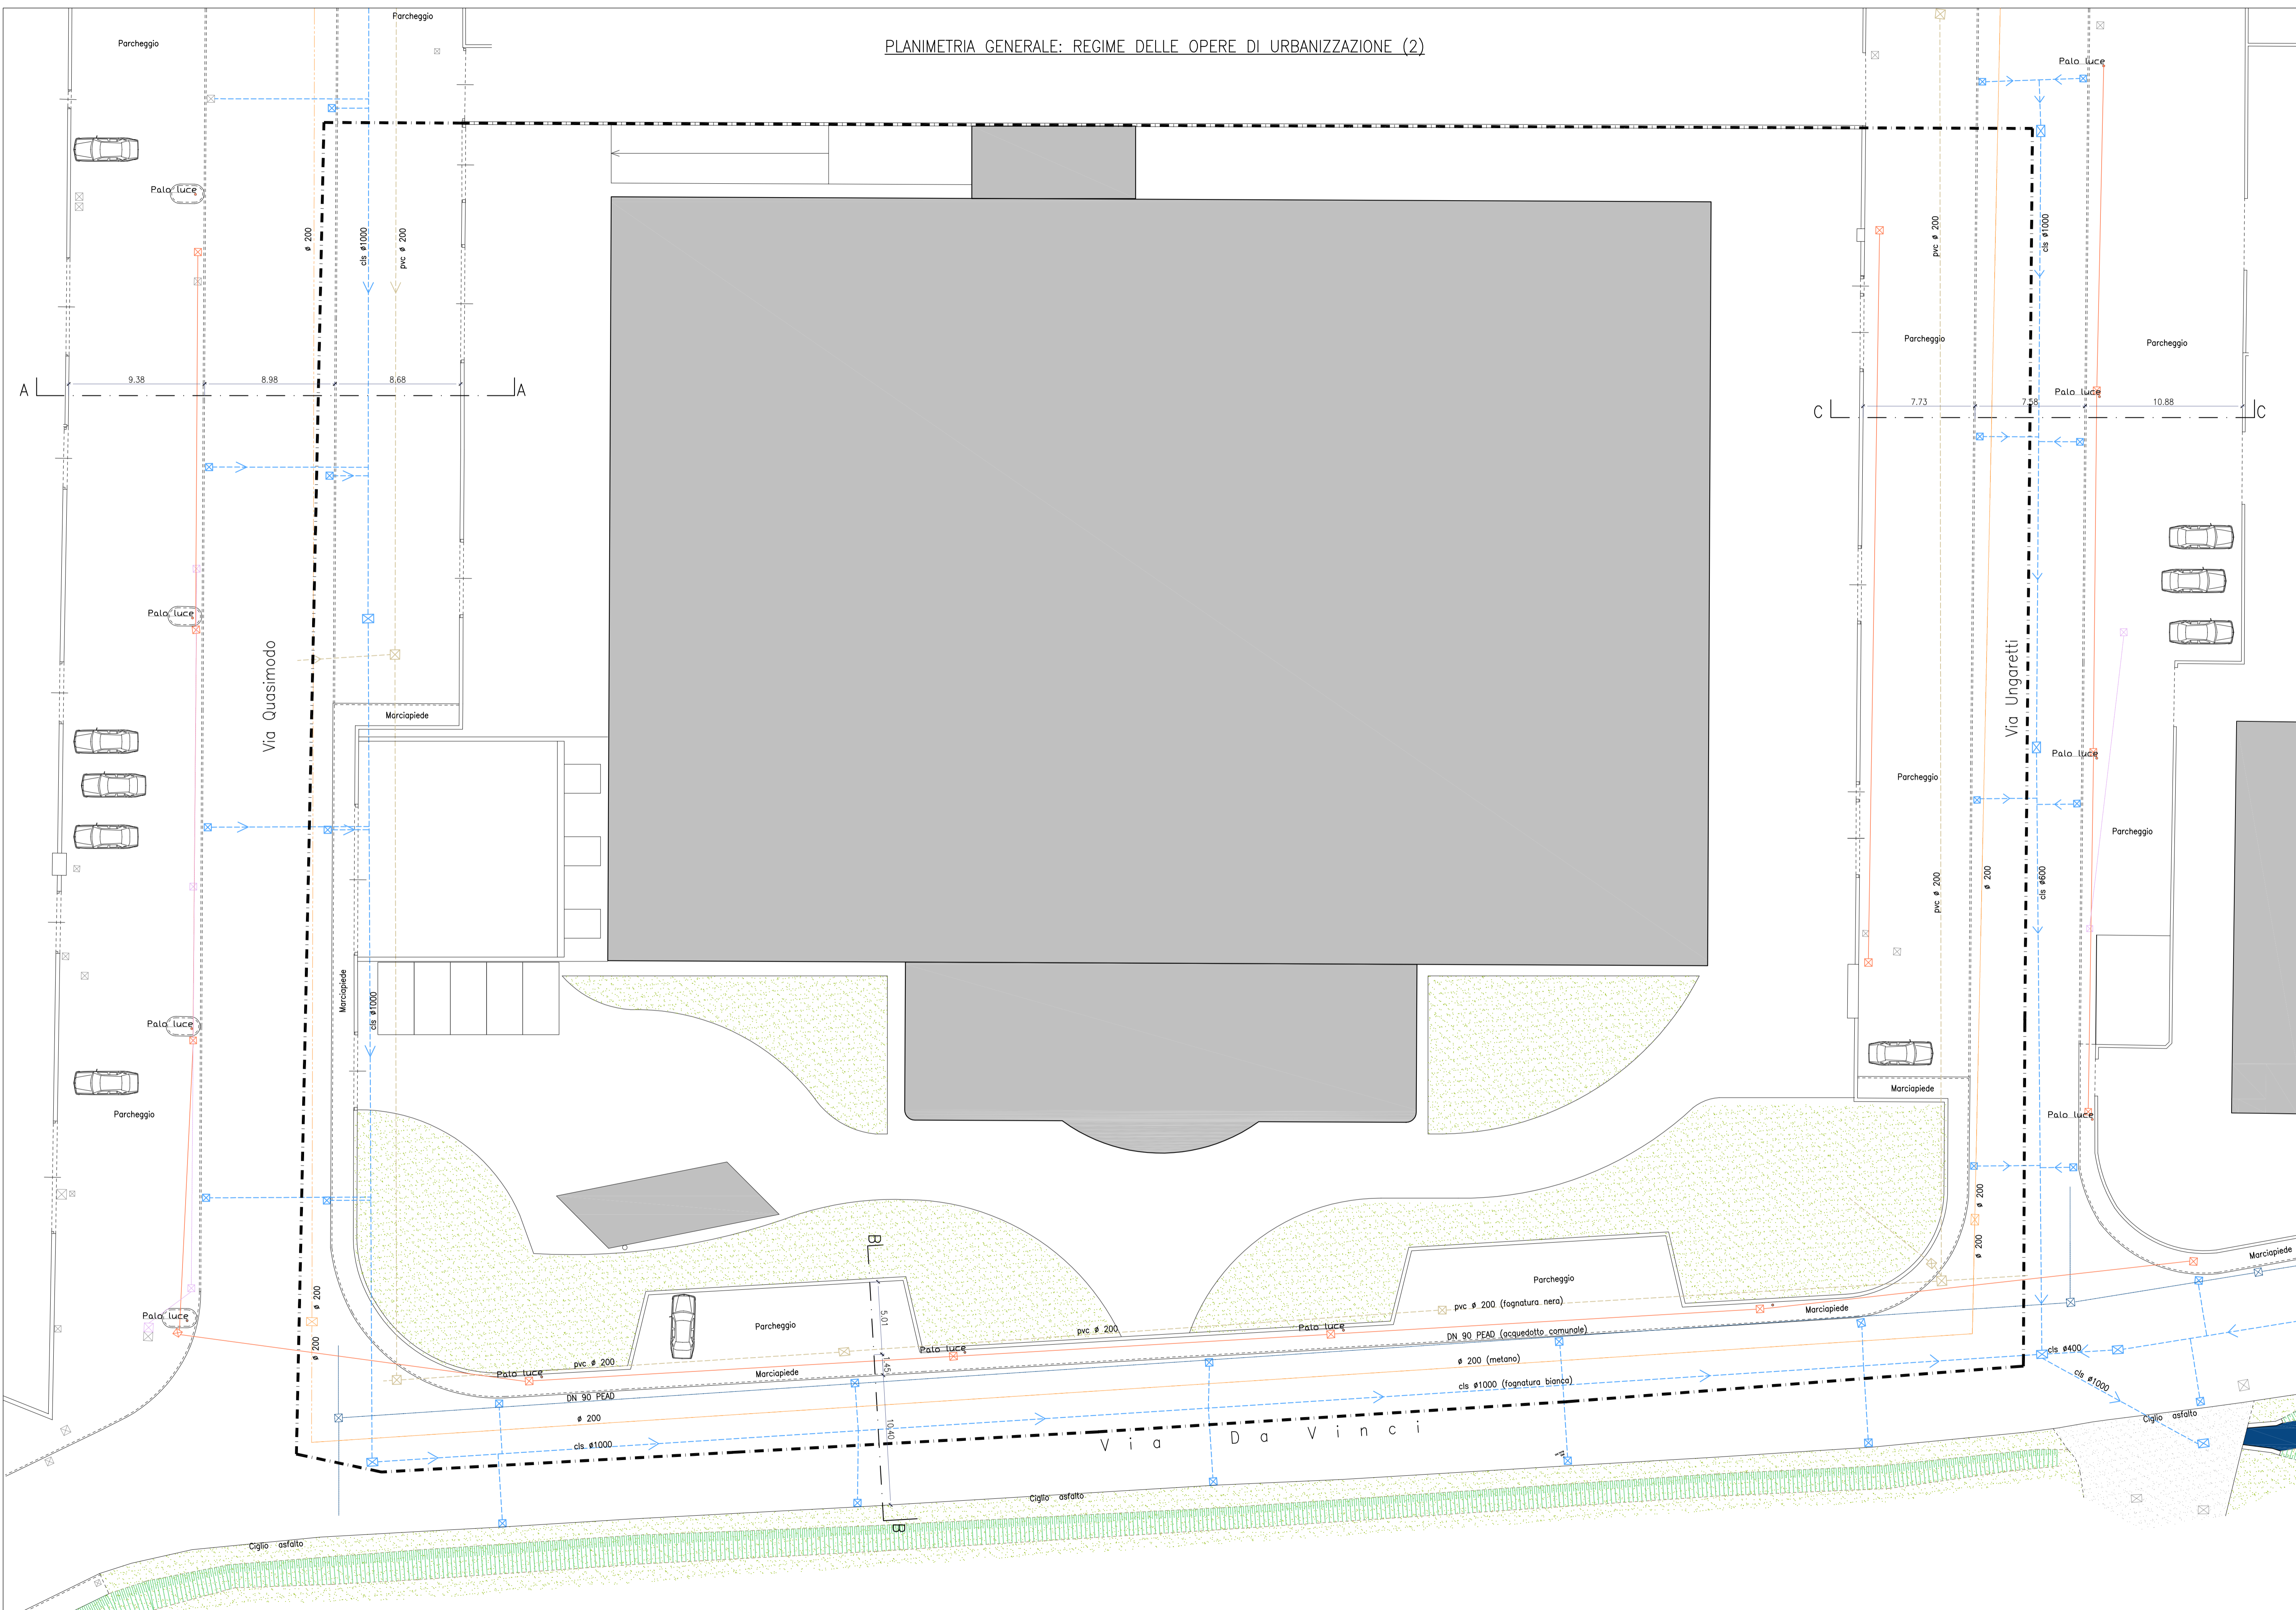 Parcheggio
Parcheggio
PLANIMETRIA GENERALE: REGIME DELLE OPERE DI URBANIZZAZIONE (2)
Palo luce
Palo luce
ø 200
cls ø1000
pvc ø 200
pvc ø 200
cls ø1000
Parcheggio
Parcheggio
A
9.38
8.98
8.68
A
Palo luce
C
7.73
7.58
10.88
C
Palo luce
Via Quasimodo
Via Ungaretti
Marciapiede
Palo luce
Parcheggio
Parcheggio
pvc ø 200
ø 200
cls ø600
Marciapiede
cls ø1000
Palo luce
Parcheggio
Marciapiede
Palo luce
ø 200
ø 200
B
5.01
1.45
10.40
B
Marciapiede
Parcheggio
pvc ø 200 (fognatura nera)
Marciapiede
Palo luce
ø 200
ø 200
Parcheggio
pvc ø 200
Palo luce
DN 90 PEAD (acquedotto comunale)
Palo luce
pvc ø 200
Palo luce
Marciapiede
ø 200 (metano)
cls ø400
DN 90 PEAD
cls ø1000 (fognatura bianca)
cls ø1000
ø 200
cls ø1000
Via Da Vinci
Ciglio asfalto
Ciglio asfalto
Ciglio asfalto